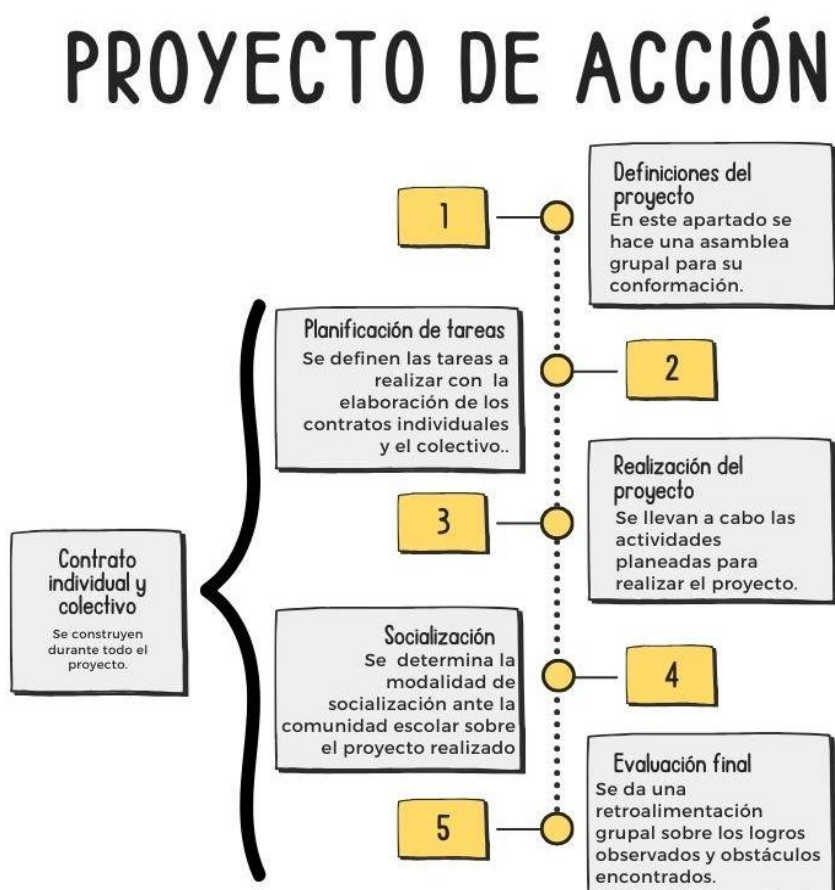 PROYECTO DE ACCIÓN
1
Definiciones del
proyecto
En este apartado se
hace una asamblea
grupal para su
conformación.
Planificación de tareas
Se definen las tareas a
realizar con la
elaboración de los
contratos individuales
y el colectivo..
2
3
Realización del
proyecto
Se llevan a cabo las
actividades
planeadas para
realizar el proyecto.
Contrato
individual y
colectivo
Se construyen
durante todo el
proyecto.
Socialización
Se determina la
modalidad de
socialización ante la
comunidad escolar sobre
el proyecto realizado
4
5
Evaluación final
Se da una
retroalimentación
grupal sobre los logros
observados y obstáculos
encontrados.